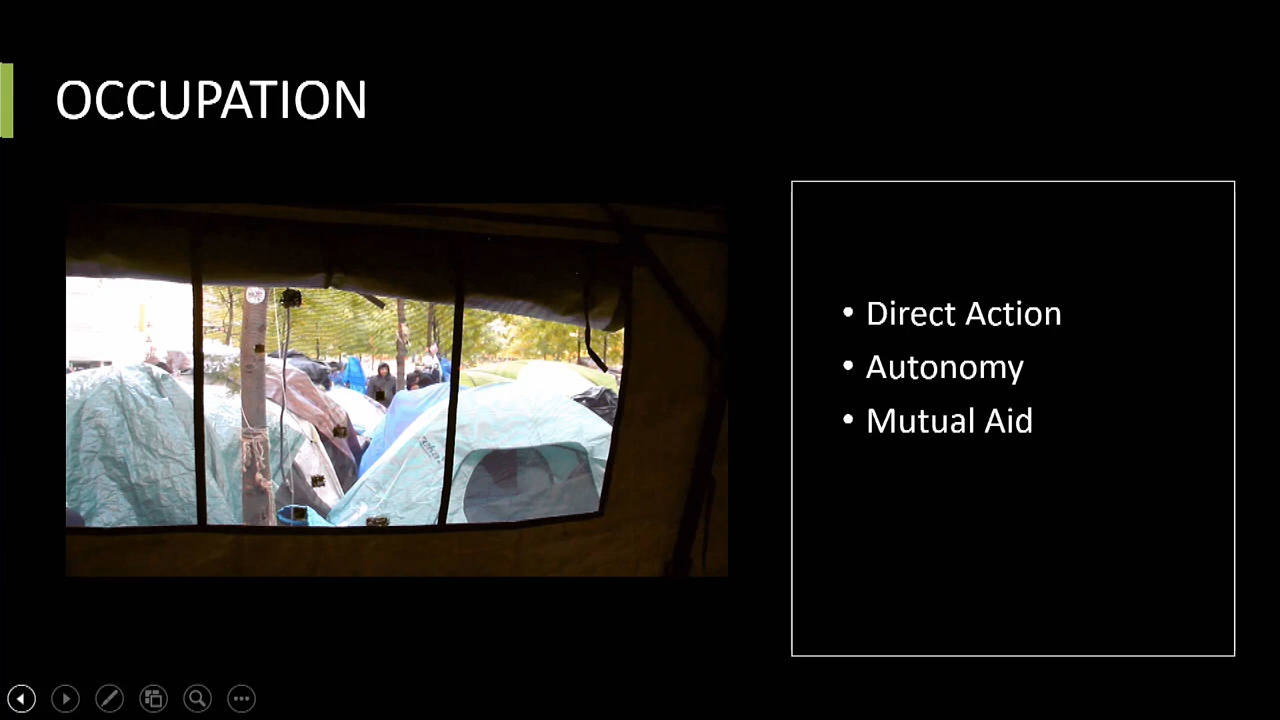 OCCUPATION
• Direct Action
• Autonomy
• Mutual Aid